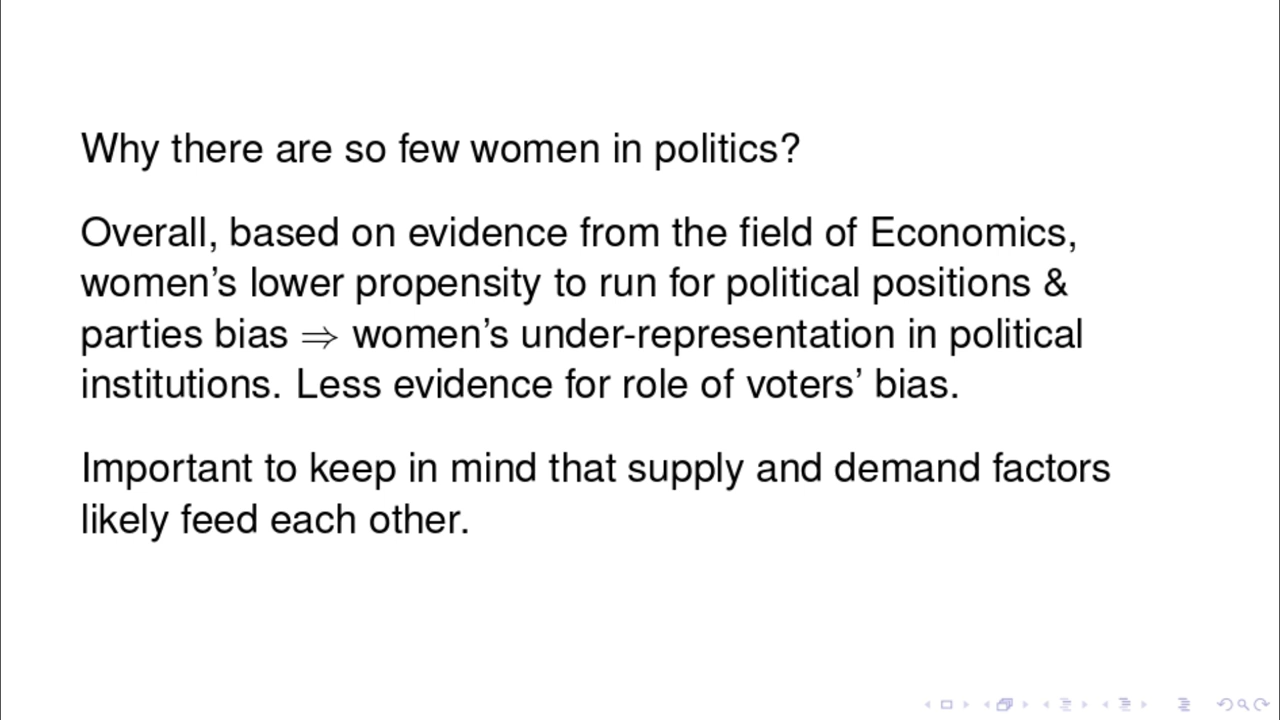 Why there are so few women in politics?
Overall, based on evidence from the field of Economics,
women's lower propensity to run for political positions &
parties bias ⇒ women's under-representation in political
institutions. Less evidence for role of voters' bias.
Important to keep in mind that supply and demand factors
likely feed each other.